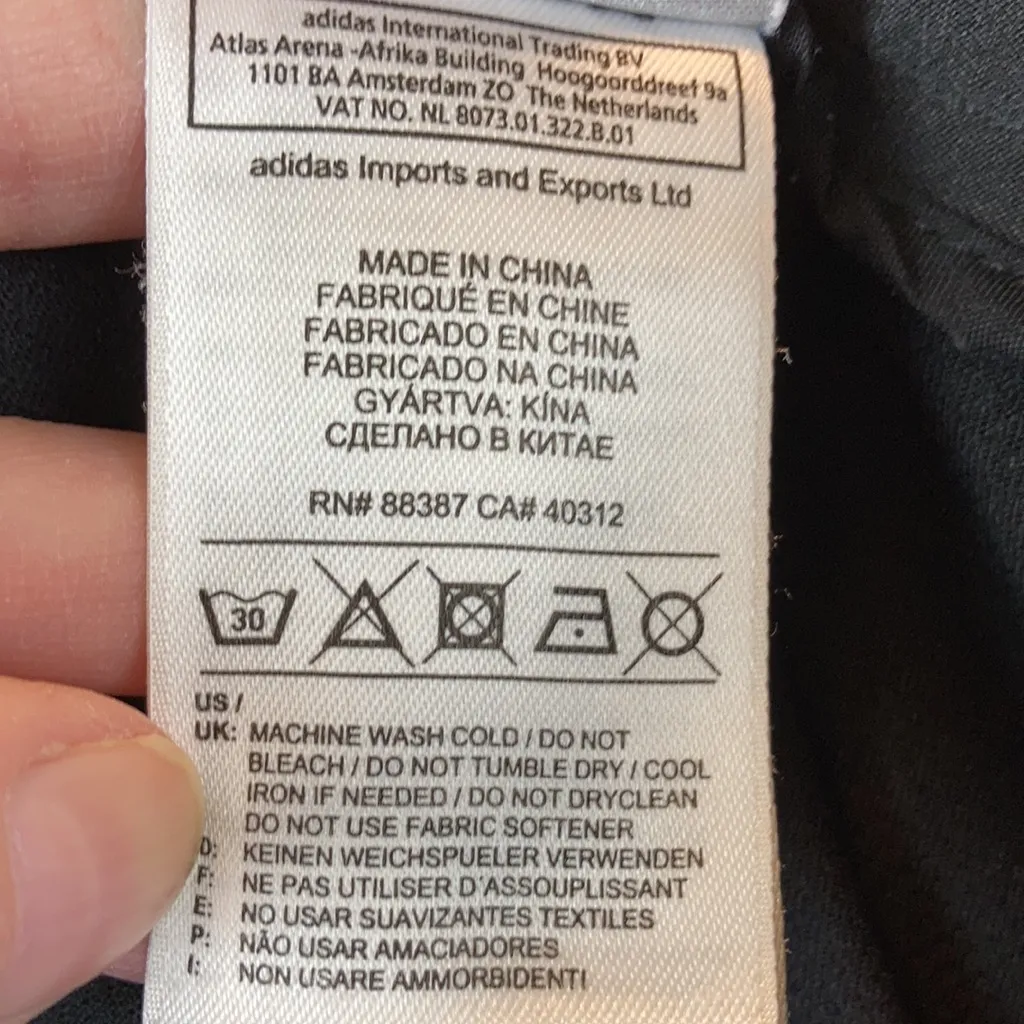 adidas International Trading BV
Atlas Arena -Afrika Building Hoogoorddreef 9a
1101 BA Amsterdam ZO The Netherlands
VAT NO. NL 8073.01.322.B.01
adidas Imports and Exports Ltd
MADE IN CHINA
FABRIQUÉ EN CHINE
FABRICADO EN CHINA
FABRICADO NA CHINA
GYÁRTVA: KÍNA
СДЕЛАНО В КИТАЕ
RN# 88387 CA# 40312
30
US /
UK: MACHINE WASH COLD / DO NOT
BLEACH / DO NOT TUMBLE DRY / COOL
IRON IF NEEDED / DO NOT DRYCLEAN
DO NOT USE FABRIC SOFTENER
D: KEINEN WEICHSPUELER VERWENDEN
F: NE PAS UTILISER D'ASSOUPLISSANT
E: NO USAR SUAVIZANTES TEXTILES
P: NÃO USAR AMACIADORES
I: NON USARE AMMORBIDENTI